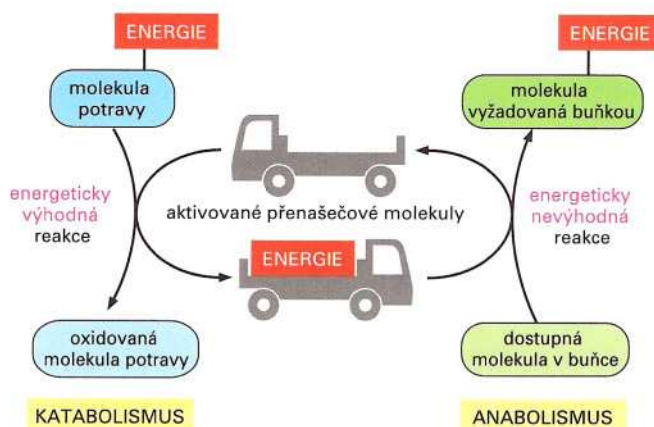 ENERGIE
molekula
potravy
energeticky
výhodná
reakce
oxidovaná
molekula potravy
KATABOLISMUS
aktivované přenašečové molekuly
ENERGIE
ENERGIE
molekula
vyžadovaná buňkou
energeticky
nevýhodná
reakce
dostupná
molekula v buňce
ANABOLISMUS